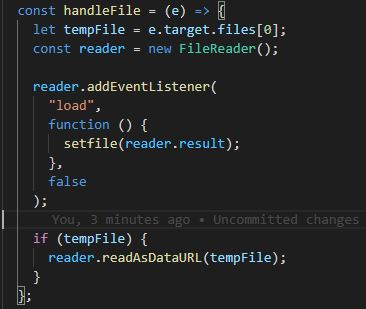 const handleFile = (e) => {
let tempFile = e.target.files[0];
const reader = new FileReader();
reader.addEventListener(
"load",
function () {
setfile(reader.result);
},
false
);
You, 3 minutes ago • Uncommitted changes
if (tempFile) {
reader.readAsDataURL(tempFile);
}
};